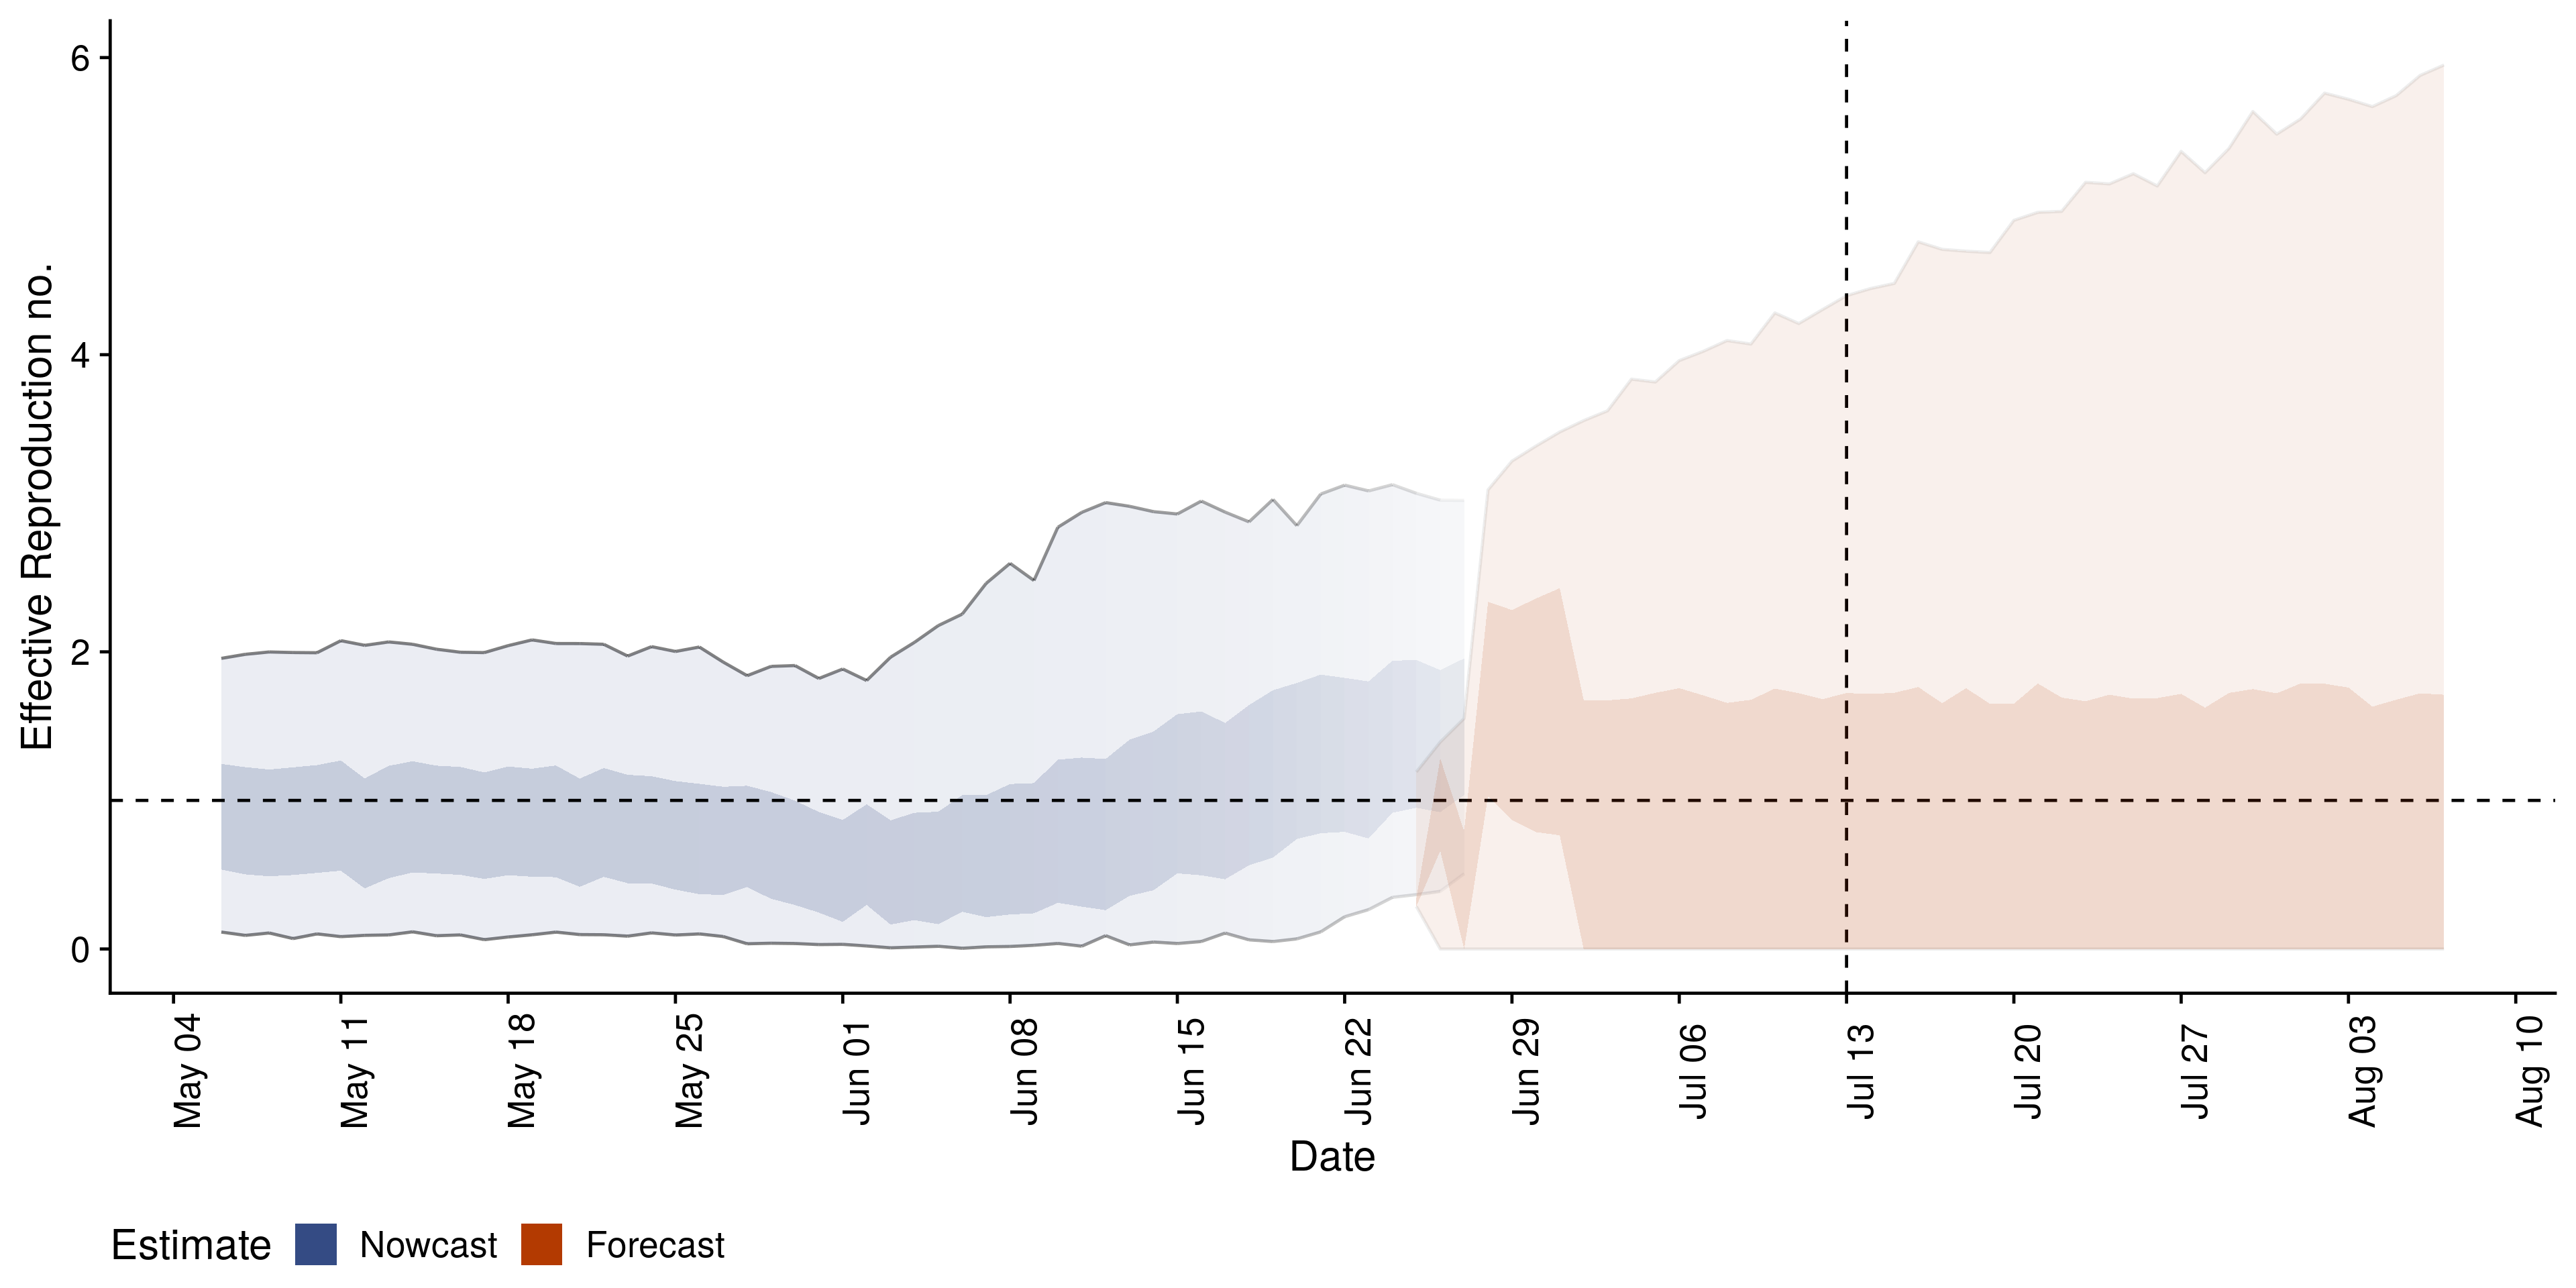 Effective Reproduction no.
6
4
2
0
May 04
May 11
May 18
May 25
Jun 01
Jun 08
Jun 15
Jun 22
Jun 29
Jul 06
Jul 13
Jul 20
Jul 27
Aug 03
Aug 10
Date
Estimate Nowcast Forecast